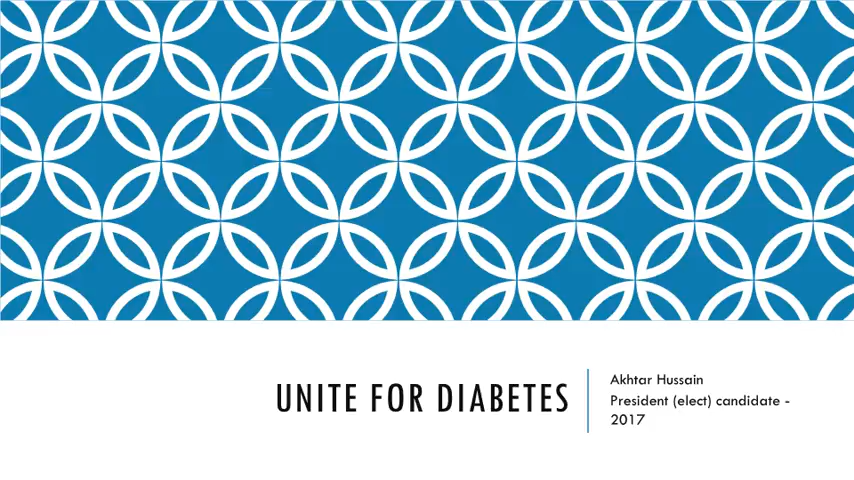 UNITE FOR DIABETES
Akhtar Hussain
President (elect) candidate -
2017